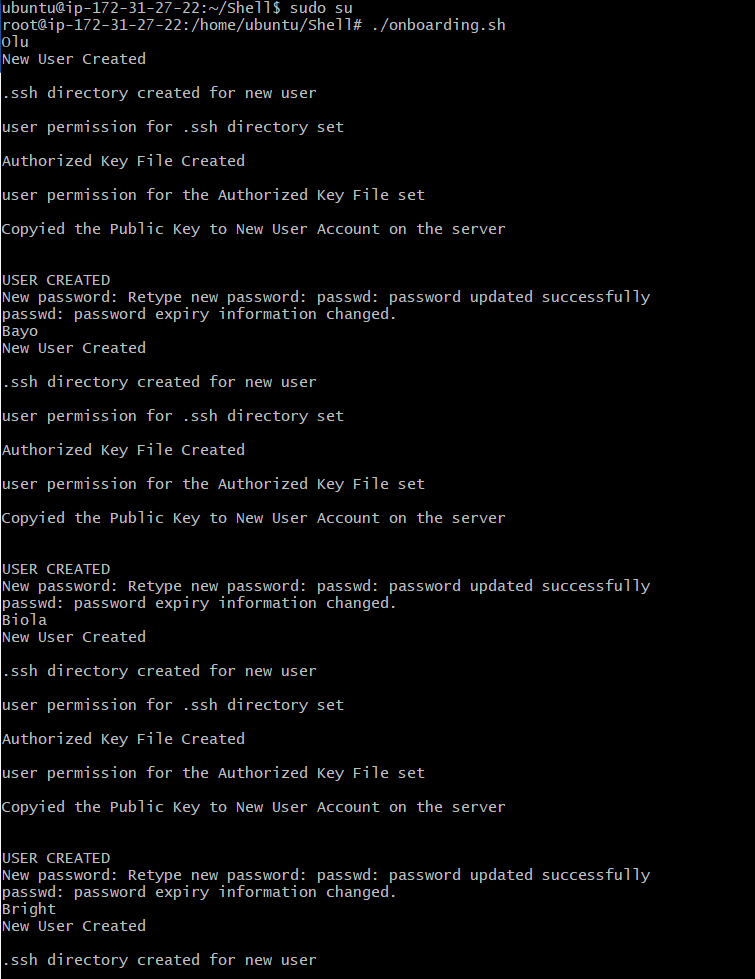 ubuntu@ip-172-31-27-22:~/Shell$ sudo su
root@ip-172-31-27-22:/home/ubuntu/Shell# ./onboarding.sh
Olu
New User Created
.ssh directory created for new user
user permission for .ssh directory set
Authorized Key File Created
user permission for the Authorized Key File set
Copyied the Public Key to New User Account on the server
USER CREATED
New password: Retype new password: passwd: password updated successfully
passwd: password expiry information changed.
Bayo
New User Created
.ssh directory created for new user
user permission for .ssh directory set
Authorized Key File Created
user permission for the Authorized Key File set
Copyied the Public Key to New User Account on the server
USER CREATED
New password: Retype new password: passwd: password updated successfully
passwd: password expiry information changed.
Biola
New User Created
.ssh directory created for new user
user permission for .ssh directory set
Authorized Key File Created
user permission for the Authorized Key File set
Copyied the Public Key to New User Account on the server
USER CREATED
New password: Retype new password: passwd: password updated successfully
passwd: password expiry information changed.
Bright
New User Created
.ssh directory created for new user